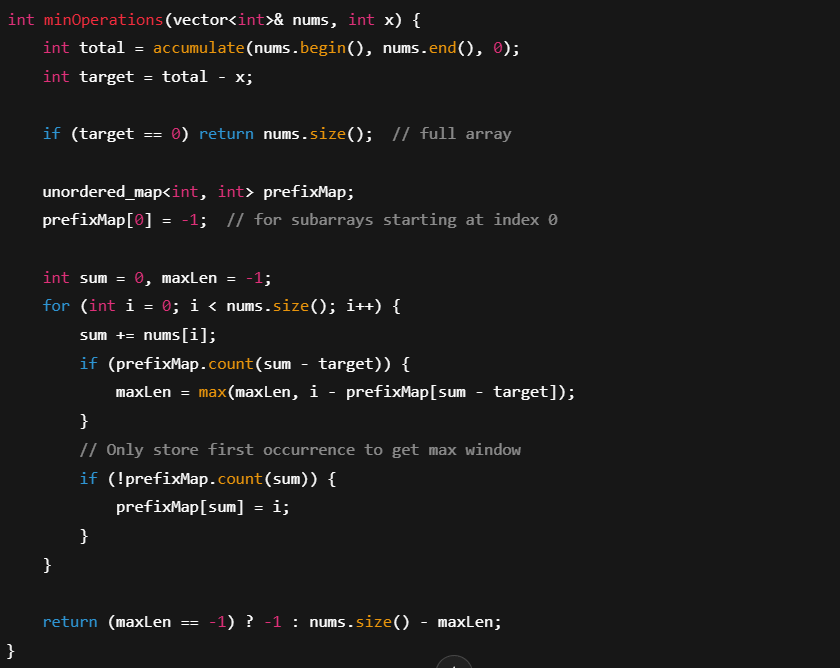 int minOperations(vector<int>& nums, int x) {
    int total = accumulate(nums.begin(), nums.end(), 0);
    int target = total - x;

    if (target == 0) return nums.size();  // full array

    unordered_map<int, int> prefixMap;
    prefixMap[0] = -1;  // for subarrays starting at index 0

    int sum = 0, maxLen = -1;
    for (int i = 0; i < nums.size(); i++) {
        sum += nums[i];
        if (prefixMap.count(sum - target)) {
            maxLen = max(maxLen, i - prefixMap[sum - target]);
        }
        // Only store first occurrence to get max window
        if (!prefixMap.count(sum)) {
            prefixMap[sum] = i;
        }
    }

    return (maxLen == -1) ? -1 : nums.size() - maxLen;
}